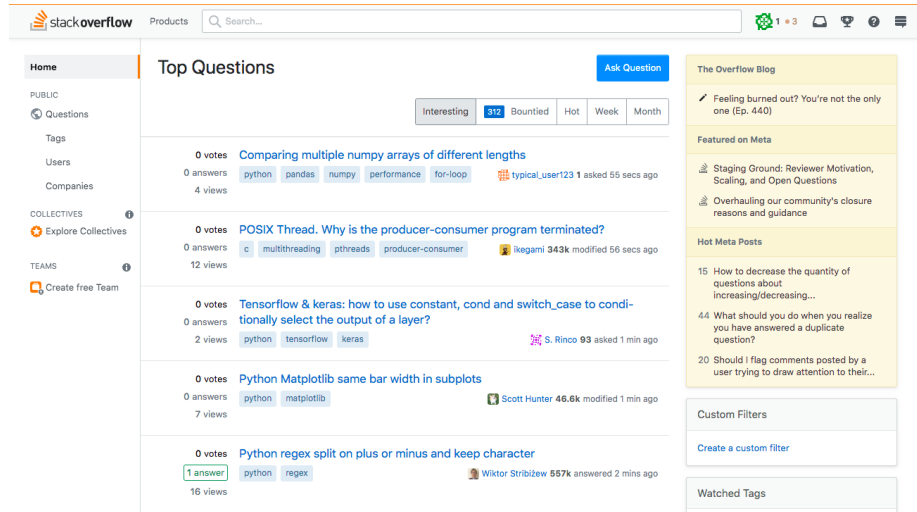 stack overflow Products Search... 1 3
Home
PUBLIC
Questions
Tags
Users
Companies
COLLECTIVES
Explore Collectives
TEAMS
Create free Team
Top Questions
Ask Question
Interesting 312 Bountied Hot Week Month
0 votes
0 answers
4 views
Comparing multiple numpy arrays of different lengths
python pandas numpy performance for-loop
typical_user123 1 asked 55 secs ago
0 votes
0 answers
12 views
POSIX Thread. Why is the producer-consumer program terminated?
c multithreading pthreads producer-consumer
ikegami 343k modified 56 secs ago
0 votes
0 answers
2 views
Tensorflow & keras: how to use constant, cond and switch_case to condi-
tionally select the output of a layer?
python tensorflow keras
S. Rinco 93 asked 1 min ago
0 votes
0 answers
7 views
Python Matplotlib same bar width in subplots
python matplotlib
Scott Hunter 46.6k modified 1 min ago
0 votes
1 answer
16 views
Python regex split on plus or minus and keep character
python regex
Wiktor Stribiżew 557k answered 2 mins ago
The Overflow Blog
Feeling burned out? You're not the only
one (Ep. 440)
Featured on Meta
Staging Ground: Reviewer Motivation,
Scaling, and Open Questions
Overhauling our community's closure
reasons and guidance
Hot Meta Posts
15 How to decrease the quantity of
questions about
increasing/decreasing...
44 What should you do when you realize
you have answered a duplicate
question?
20 Should I flag comments posted by a
user trying to draw attention to their...
Custom Filters
Create a custom filter
Watched Tags